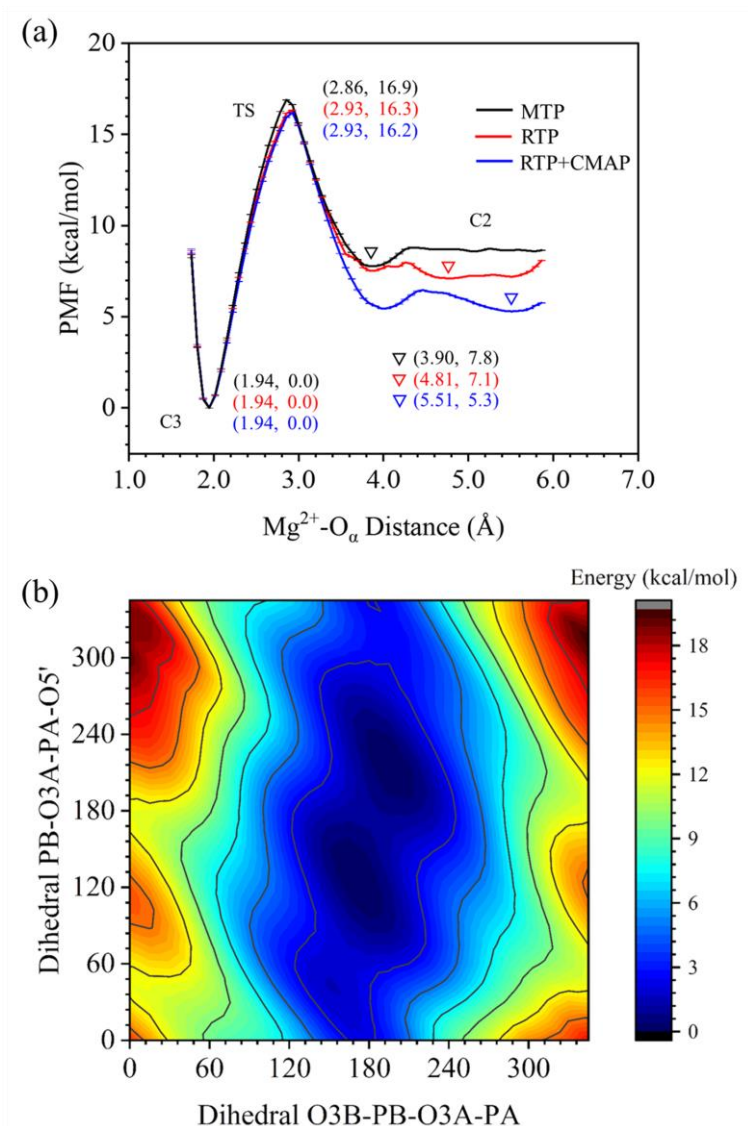 (a)
20
15
10
5
0
PMF (kcal/mol)
TS
(2.86, 16.9)
(2.93, 16.3)
(2.93, 16.2)
MTP
RTP
RTP+CMAP
C2
C3
(1.94, 0.0)
(1.94, 0.0)
(1.94, 0.0)
▽ (3.90, 7.8)
▽ (4.81, 7.1)
▽ (5.51, 5.3)
1.0 2.0 3.0 4.0 5.0 6.0 7.0
Mg²⁺-Oα Distance (Å)
(b)
Energy (kcal/mol)
300
240
180
120
60
0
Dihedral PB-O3A-PA-O5'
0 60 120 180 240 300
Dihedral O3B-PB-O3A-PA
18
15
12
9
6
3
0